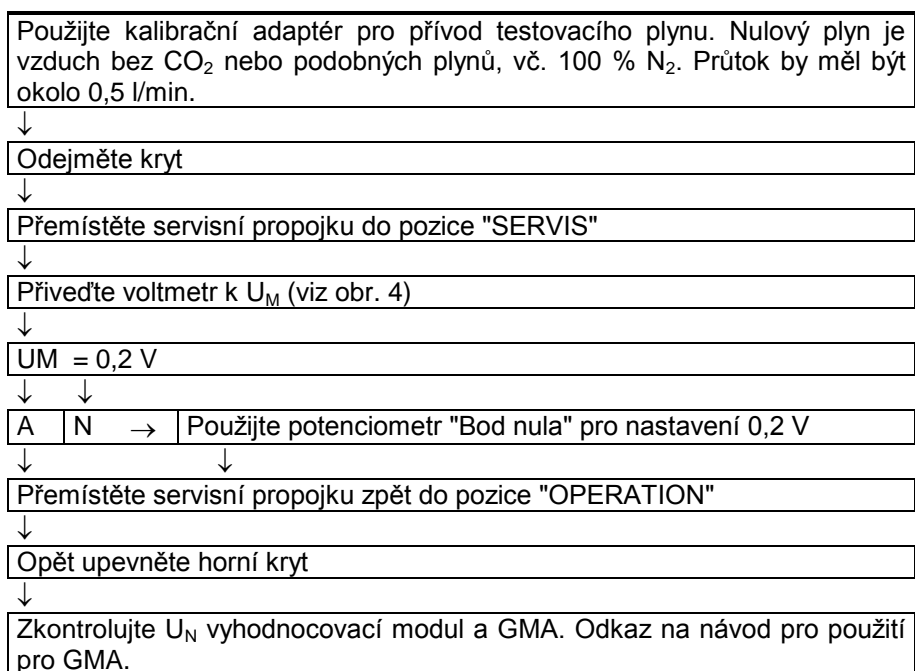 Použijte kalibrační adaptér pro přívod testovacího plynu. Nulový plyn je
vzduch bez CO₂ nebo podobných plynů, vč. 100 % N₂. Průtok by měl být
okolo 0,5 l/min.
↓
Odejměte kryt
↓
Přemístěte servisní propojku do pozice "SERVIS"
↓
Přiveďte voltmetr k U_M (viz obr. 4)
↓
UM = 0,2 V
↓ ↓
A N → Použijte potenciometr "Bod nula" pro nastavení 0,2 V
↓ ↓
Přemístěte servisní propojku zpět do pozice "OPERATION"
↓
Opět upevněte horní kryt
↓
Zkontrolujte U_N vyhodnocovací modul a GMA. Odkaz na návod pro použití
pro GMA.